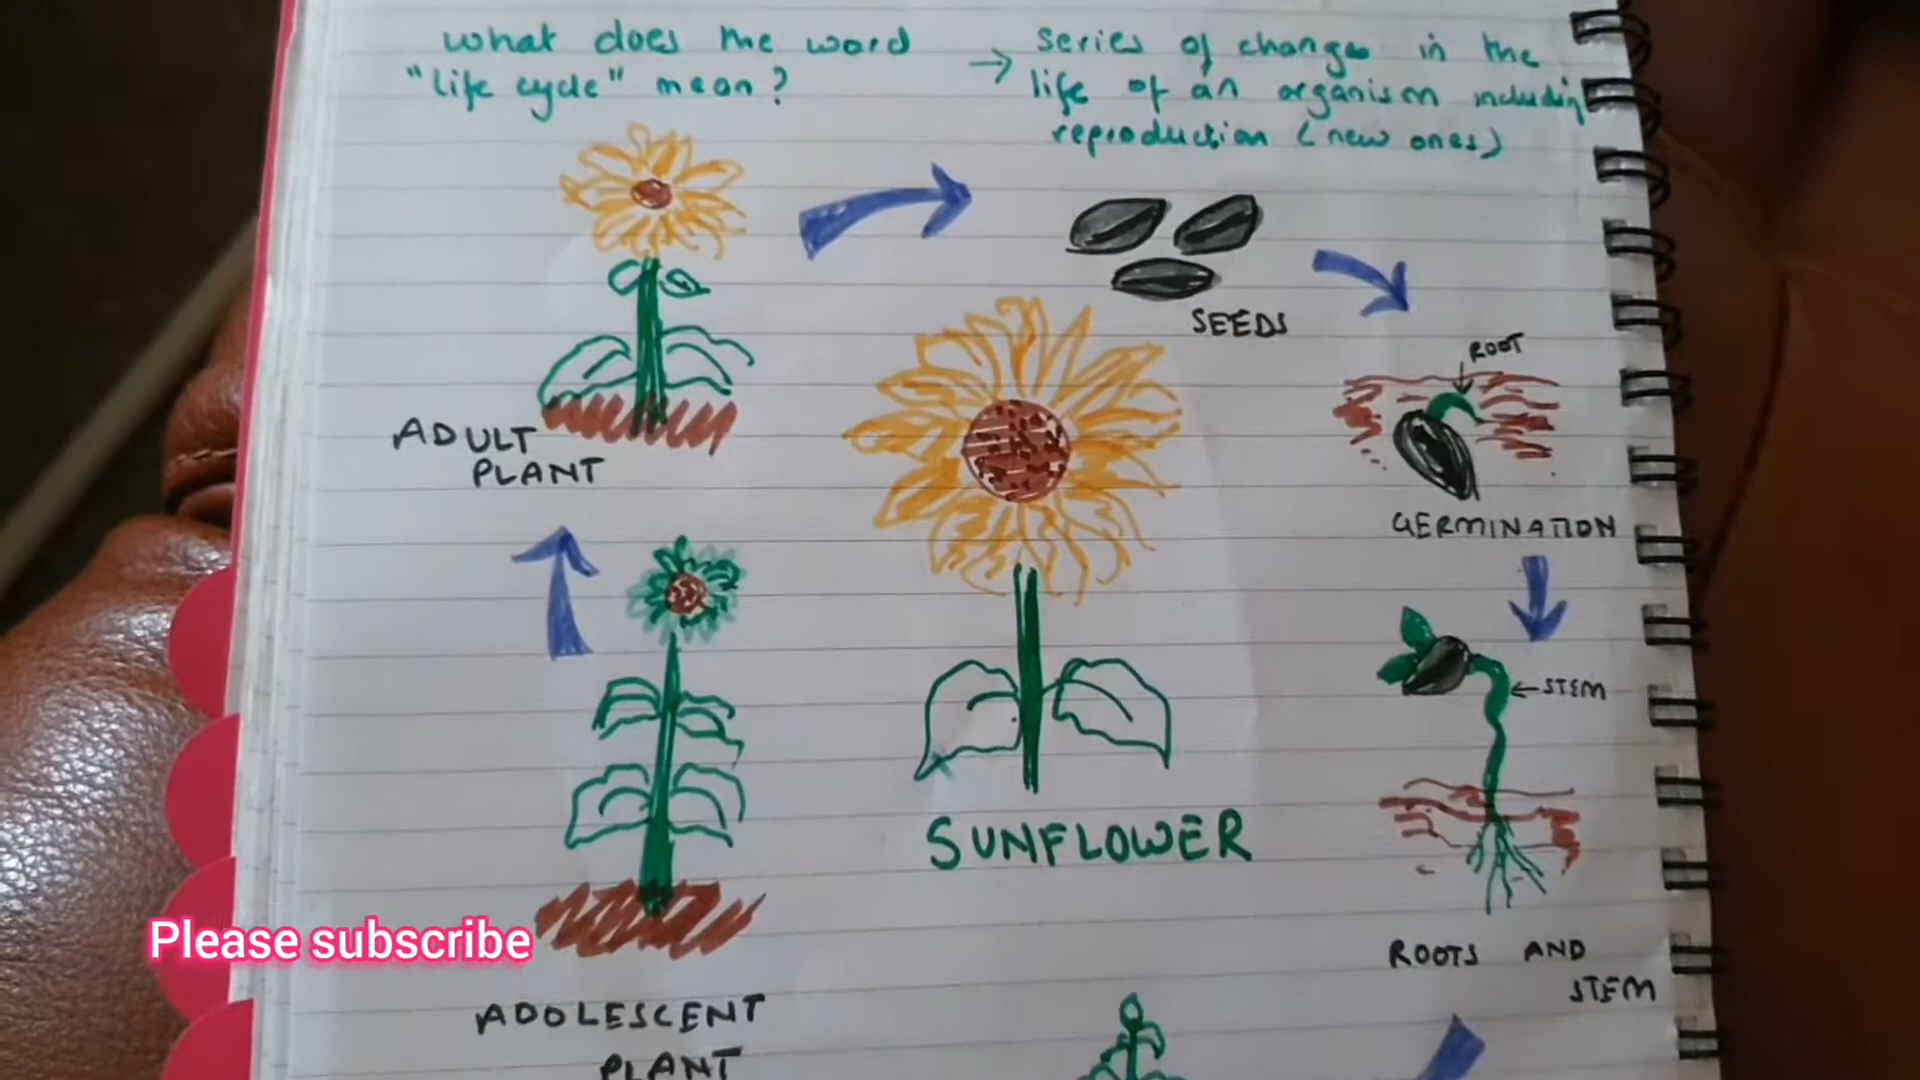 what does the word
"life cycle" mean?
→ series of changes in the
life of an organism including
reproduction (new ones)
SEEDS
ROOT
ADULT
PLANT
GERMINATION
STEM
SUNFLOWER
Please subscribe
ROOTS AND
STEM
ADOLESCENT
PLANT